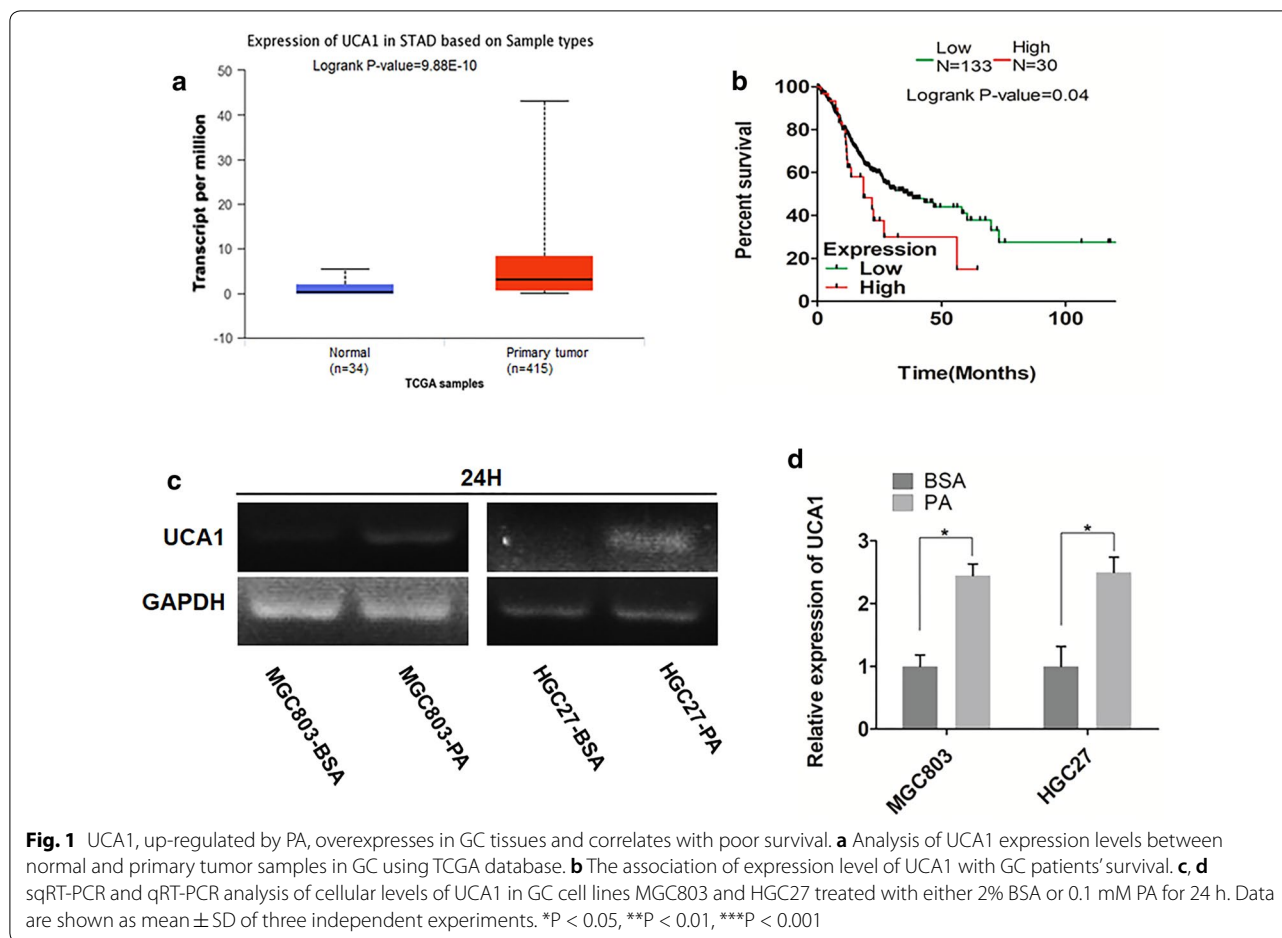 Expression of UCA1 in STAD based on Sample types
Logrank P-value=9.88E-10
a
50
40
30
20
10
0
-10
Transcript per million
Normal
(n=34)
Primary tumor
(n=415)
TCGA samples
b
Low
N=133
High
N=30
Logrank P-value=0.04
100
80
60
40
20
0
Percent survival
Expression
Low
High
0
50
100
Time(Months)
c
24H
UCA1
GAPDH
MGC803-BSA
MGC803-PA
HGC27-BSA
HGC27-PA
d
BSA
PA
Relative expression of UCA1
3
2
1
0
*
*
MGC803
HGC27
Fig. 1 UCA1, up-regulated by PA, overexpresses in GC tissues and correlates with poor survival. a Analysis of UCA1 expression levels between
normal and primary tumor samples in GC using TCGA database. b The association of expression level of UCA1 with GC patients' survival. c, d
sqRT-PCR and qRT-PCR analysis of cellular levels of UCA1 in GC cell lines MGC803 and HGC27 treated with either 2% BSA or 0.1 mM PA for 24 h. Data
are shown as mean ± SD of three independent experiments. *P < 0.05, **P < 0.01, ***P < 0.001